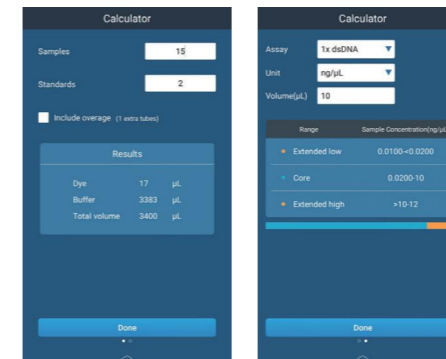 Calculator
Samples 15
Standards 2
Include overage (1 extra tubes)
Results
Dye 17 µL
Buffer 3383 µL
Total volume 3400 µL
Done
Calculator
Assay 1x dsDNA
Unit ng/µL
Volume(µL) 10
Range Sample Concentration(ng/µL
Extended low 0.0100-<0.0200
Core 0.0200-10
Extended high >10-12
Done